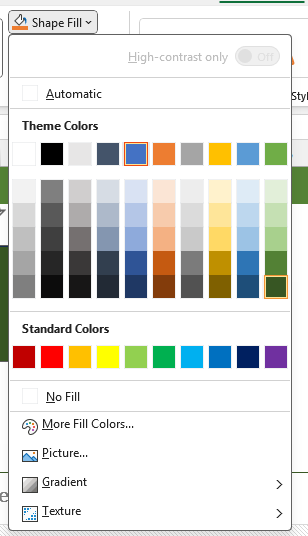 Shape Fill
High-contrast only
Off
Automatic
Theme Colors
Standard Colors
No Fill
More Fill Colors...
Picture...
Gradient
Texture